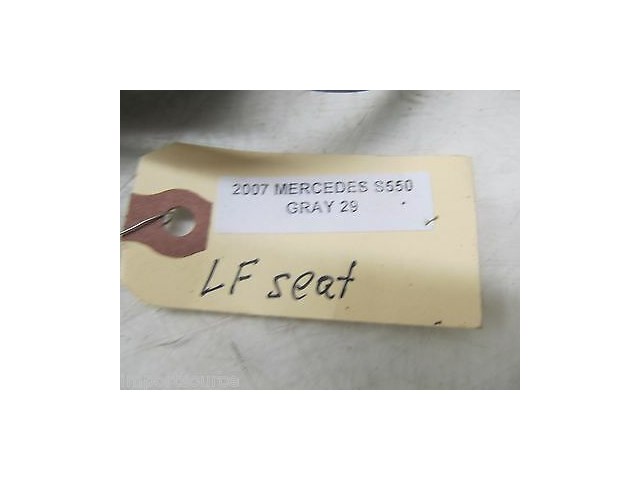 2007 MERCEDES S550
GRAY 29
LF seat